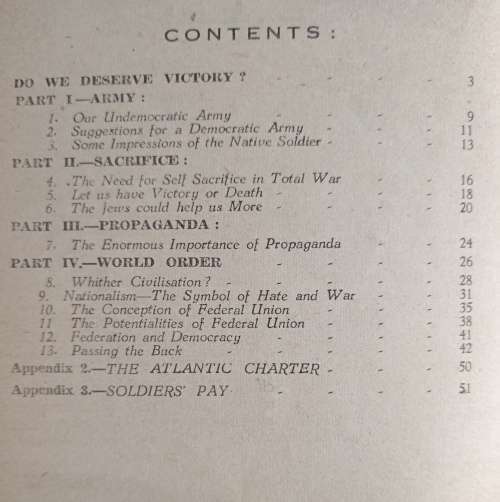 CONTENTS :
DO WE DESERVE VICTORY ? - - - - 3
PART I—ARMY :
1. Our Undemocratic Army - - - - 9
2. Suggestions for a Democratic Army - - - 11
3. Some Impressions of the Native Soldier - - - 13
PART II.—SACRIFICE :
4. The Need for Self Sacrifice in Total War - - 16
5. Let us have Victory or Death - - - - 18
6. The Jews could help us More - - - - 20
PART III.—PROPAGANDA :
7. The Enormous Importance of Propaganda - - 24
PART IV.—WORLD ORDER - - - 26
8. Whither Civilisation ? - - - - - 28
9. Nationalism—The Symbol of Hate and War - - 31
10. The Conception of Federal Union - - - 35
11 The Potentialities of Federal Union - - - 38
12. Federation and Democracy - - - - 41
13. Passing the Buck - - - - - 42
Appendix 2.—THE ATLANTIC CHARTER - - - 50
Appendix 3.—SOLDIERS' PAY - - - - 51